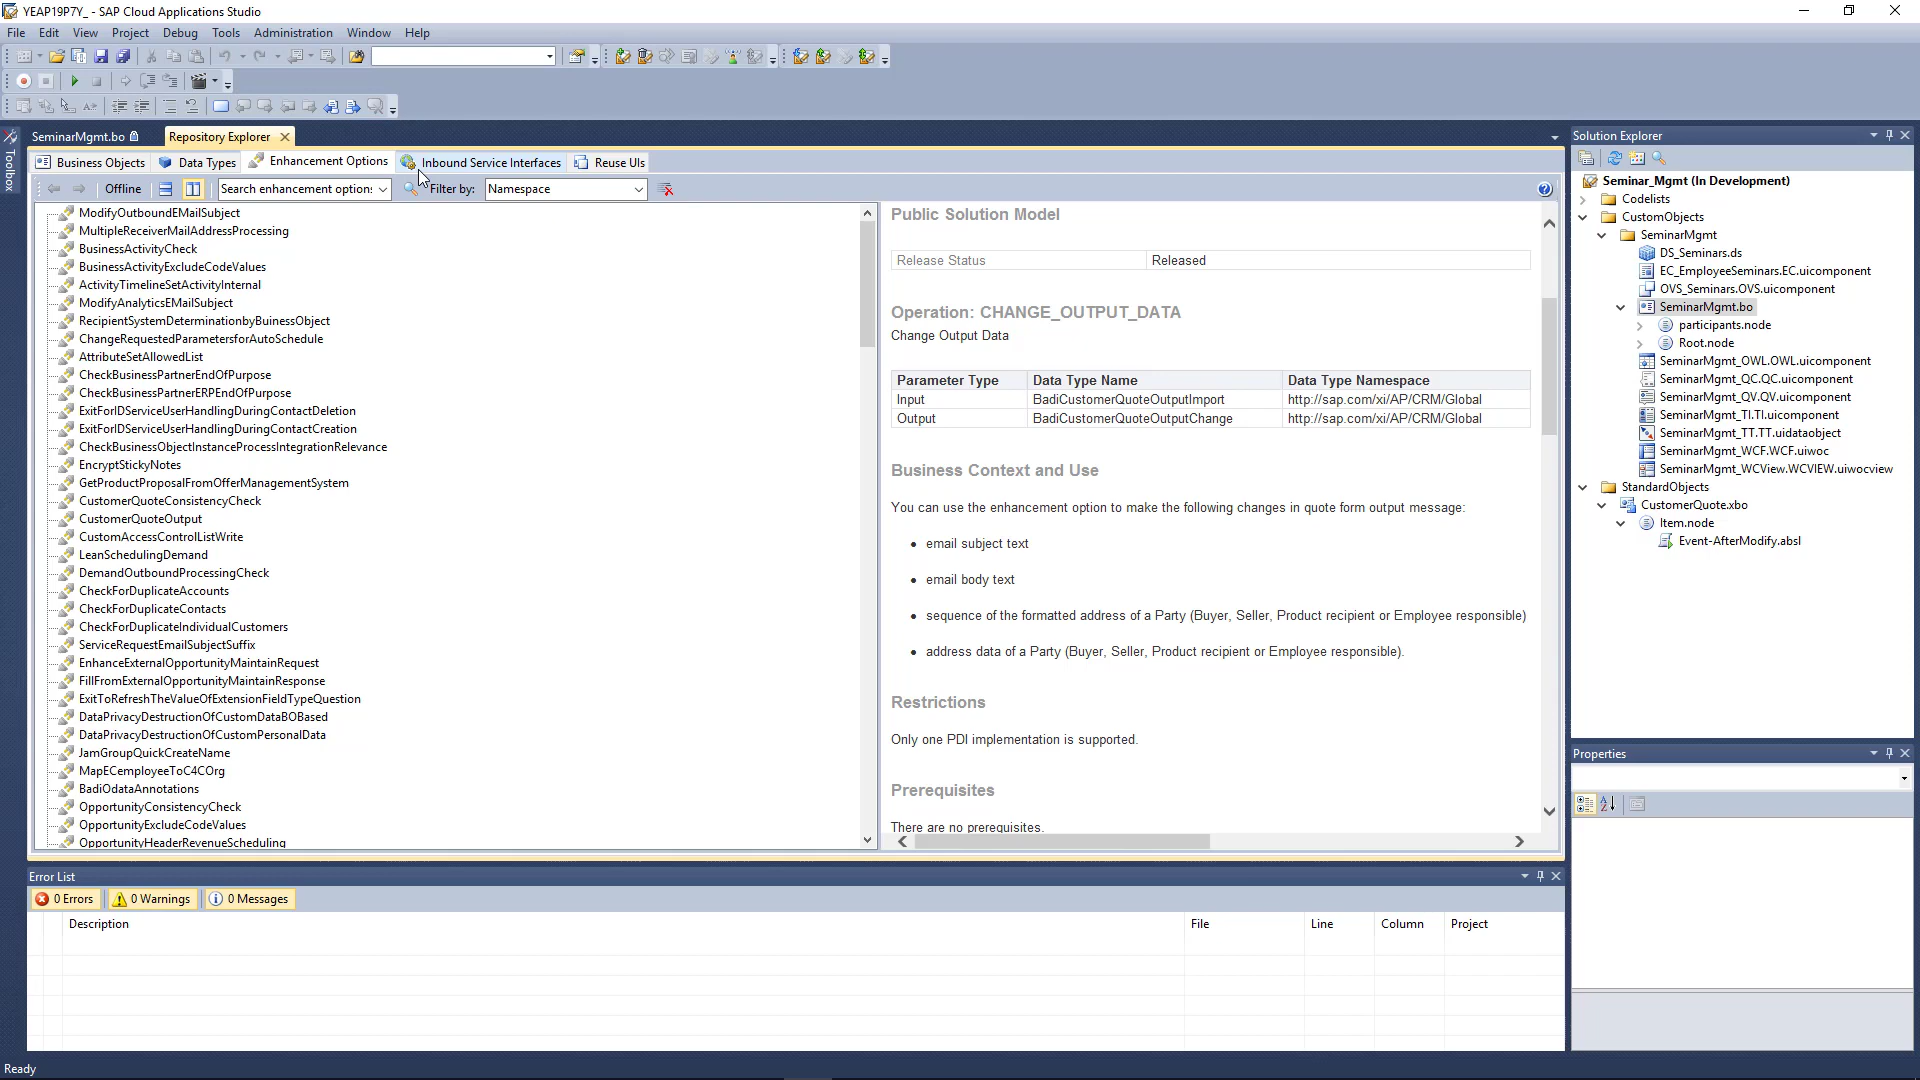 YEAP19P7Y_ - SAP Cloud Applications Studio
File Edit View Project Debug Tools Administration Window Help
SeminarMgmt.bo Repository Explorer
Toolbox
Business Objects Data Types Enhancement Options Inbound Service Interfaces Reuse UIs
Offline Search enhancement options Filter by: Namespace
ModifyOutboundEMailSubject
MultipleReceiverMailAddressProcessing
BusinessActivityCheck
BusinessActivityExcludeCodeValues
ActivityTimelineSetActivityInternal
ModifyAnalyticsEMailSubject
RecipientSystemDeterminationbyBuinessObject
ChangeRequestedParametersforAutoSchedule
AttributeSetAllowedList
CheckBusinessPartnerEndOfPurpose
CheckBusinessPartnerERPEndOfPurpose
ExitForIDServiceUserHandlingDuringContactDeletion
ExitForIDServiceUserHandlingDuringContactCreation
CheckBusinessObjectInstanceProcessIntegrationRelevance
EncryptStickyNotes
GetProductProposalFromOfferManagementSystem
CustomerQuoteConsistencyCheck
CustomerQuoteOutput
CustomAccessControlListWrite
LeanSchedulingDemand
DemandOutboundProcessingCheck
CheckForDuplicateAccounts
CheckForDuplicateContacts
CheckForDuplicateIndividualCustomers
ServiceRequestEmailSubjectSuffix
EnhanceExternalOpportunityMaintainRequest
FillFromExternalOpportunityMaintainResponse
ExitToRefreshTheValueOfExtensionFieldTypeQuestion
DataPrivacyDestructionOfCustomDataBOBased
DataPrivacyDestructionOfCustomPersonalData
JamGroupQuickCreateName
MapECemployeeToC4COrg
BadiOdataAnnotations
OpportunityConsistencyCheck
OpportunityExcludeCodeValues
OpportunityHeaderRevenueScheduling
Public Solution Model
Release Status Released
Operation: CHANGE_OUTPUT_DATA
Change Output Data
Parameter Type Data Type Name Data Type Namespace
Input BadiCustomerQuoteOutputImport http://sap.com/xi/AP/CRM/Global
Output BadiCustomerQuoteOutputChange http://sap.com/xi/AP/CRM/Global
Business Context and Use
You can use the enhancement option to make the following changes in quote form output message:
email subject text
email body text
sequence of the formatted address of a Party (Buyer, Seller, Product recipient or Employee responsible)
address data of a Party (Buyer, Seller, Product recipient or Employee responsible).
Restrictions
Only one PDI implementation is supported.
Prerequisites
There are no prerequisites.
Solution Explorer
Seminar_Mgmt (In Development)
Codelists
CustomObjects
SeminarMgmt
DS_Seminars.ds
EC_EmployeeSeminars.EC.uicomponent
OVS_Seminars.OVS.uicomponent
SeminarMgmt.bo
participants.node
Root.node
SeminarMgmt_OWL.OWL.uicomponent
SeminarMgmt_QC.QC.uicomponent
SeminarMgmt_QV.QV.uicomponent
SeminarMgmt_TI.TI.uicomponent
SeminarMgmt_TT.TT.uidataobject
SeminarMgmt_WCF.WCF.uiwoc
SeminarMgmt_WCView.WCVIEW.uiwocview
StandardObjects
CustomerQuote.xbo
Item.node
Event-AfterModify.absl
Properties
Error List
0 Errors 0 Warnings 0 Messages
Description File Line Column Project
Ready